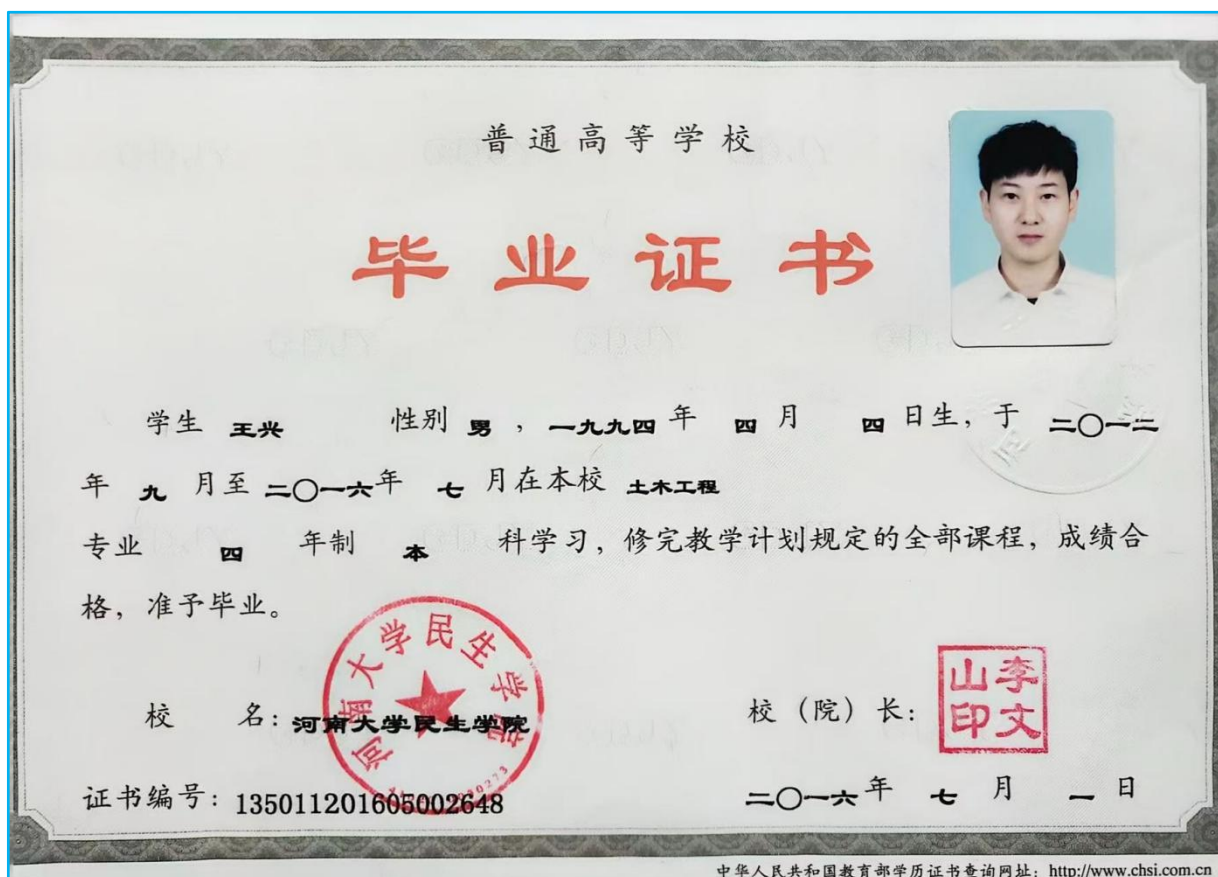 普通高等学校
毕业证书
学生 王兴 性别 男，一九九四年 四月 四日生，于 二〇一二
年 九 月至 二〇一六年 七 月在本校 土木工程
专业 四 年制 本 科学习，修完教学计划规定的全部课程，成绩合
格，准予毕业。
河南大学民生学院
校 名：河南大学民生学院
校（院）长：
李文山印
证书编号：135011201605002648
二〇一六年 七 月 一 日
中华人民共和国教育部学历证书查询网址：http://www.chsi.com.cn